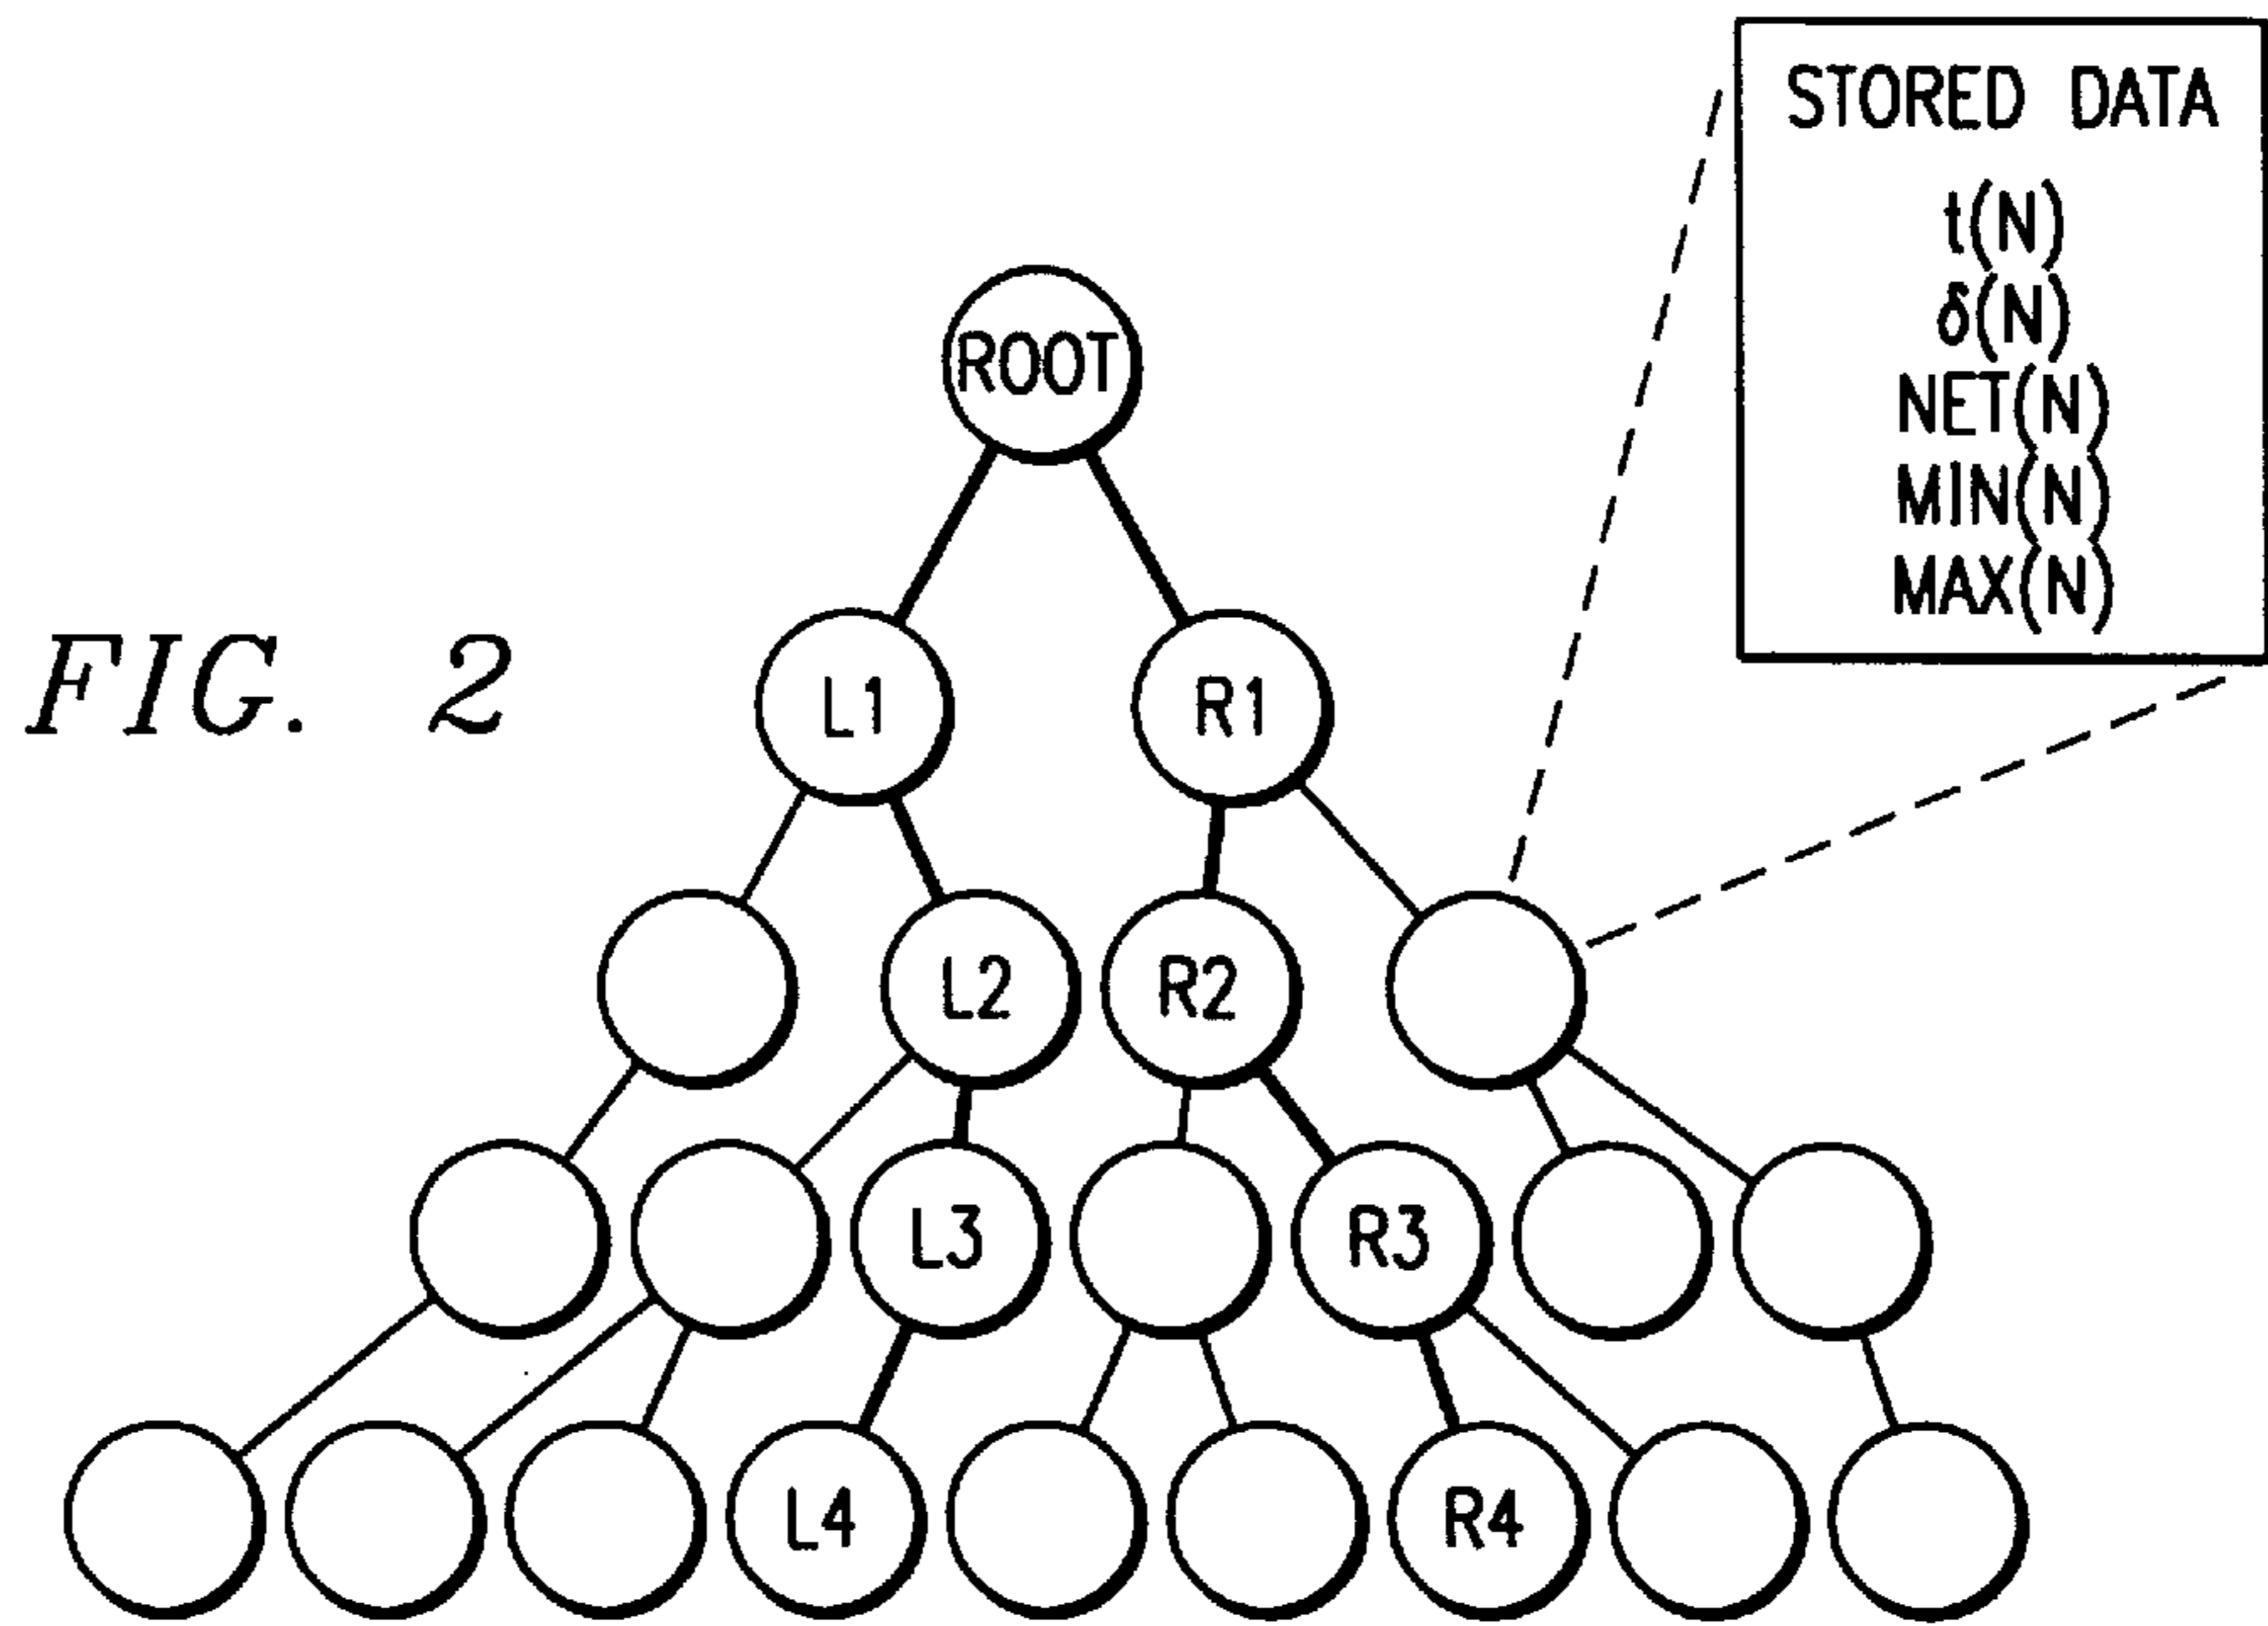 STORED DATA
t(N)
δ(N)
NET(N)
MIN(N)
MAX(N)
ROOT
FIG. 2
L1
R1
L2
R2
L3
R3
L4
R4